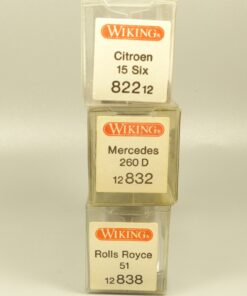 WIKING
Citroen
15 Six
822 12
WIKING
Mercedes
260 D
12 832
WIKING
Rolls Royce
51
12 838